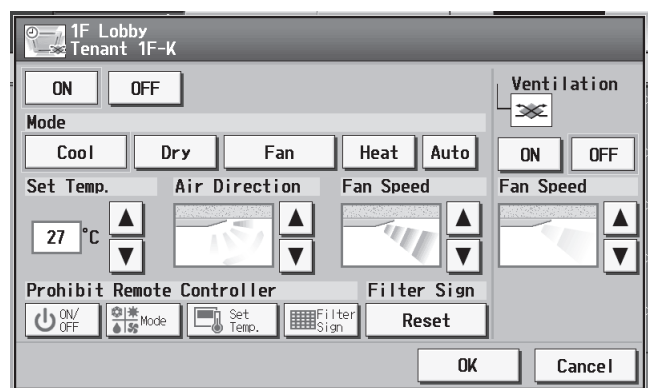 1F Lobby
Tenant 1F-K
ON OFF
Ventilation
Mode
Cool Dry Fan Heat Auto
ON OFF
Set Temp. Air Direction Fan Speed
Fan Speed
27 °C
Prohibit Remote Controller Filter Sign
ON/OFF Mode Set Temp. Filter Sign Reset
OK Cancel